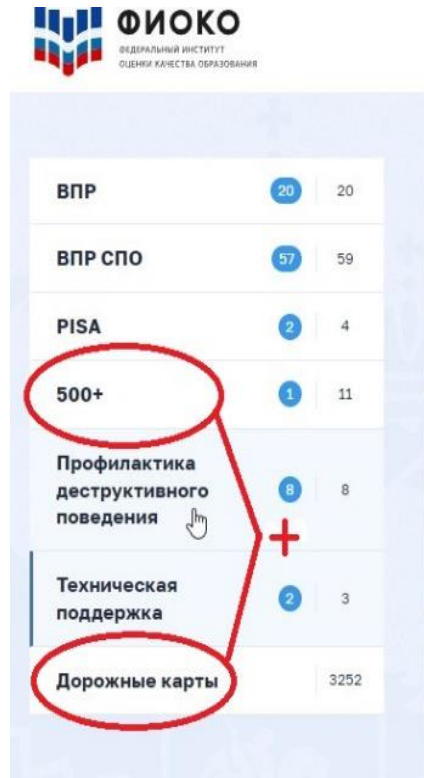 ФИОКО
ФЕДЕРАЛЬНЫЙ ИНСТИТУТ
ОЦЕНКИ КАЧЕСТВА ОБРАЗОВАНИЯ
ВПР 20 20
ВПР СПО 57 59
PISA 2 4
500+ 1 11
Профилактика
деструктивного 8 8
поведения
+
Техническая
поддержка 2 3
Дорожные карты 3252